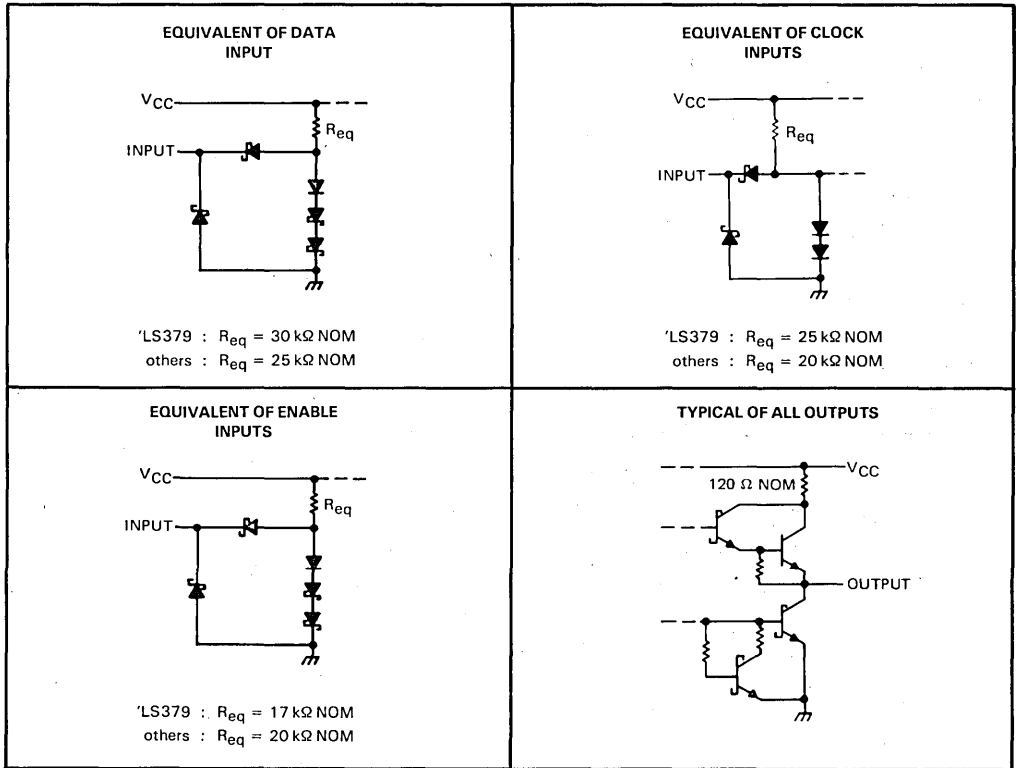 EQUIVALENT OF DATA
INPUT
VCC
Req
INPUT
'LS379 : Req = 30 kΩ NOM
others : Req = 25 kΩ NOM
EQUIVALENT OF CLOCK
INPUTS
VCC
Req
INPUT
'LS379 : Req = 25 kΩ NOM
others : Req = 20 kΩ NOM
EQUIVALENT OF ENABLE
INPUTS
VCC
Req
INPUT
'LS379 : Req = 17 kΩ NOM
others : Req = 20 kΩ NOM
TYPICAL OF ALL OUTPUTS
VCC
120 Ω NOM
OUTPUT